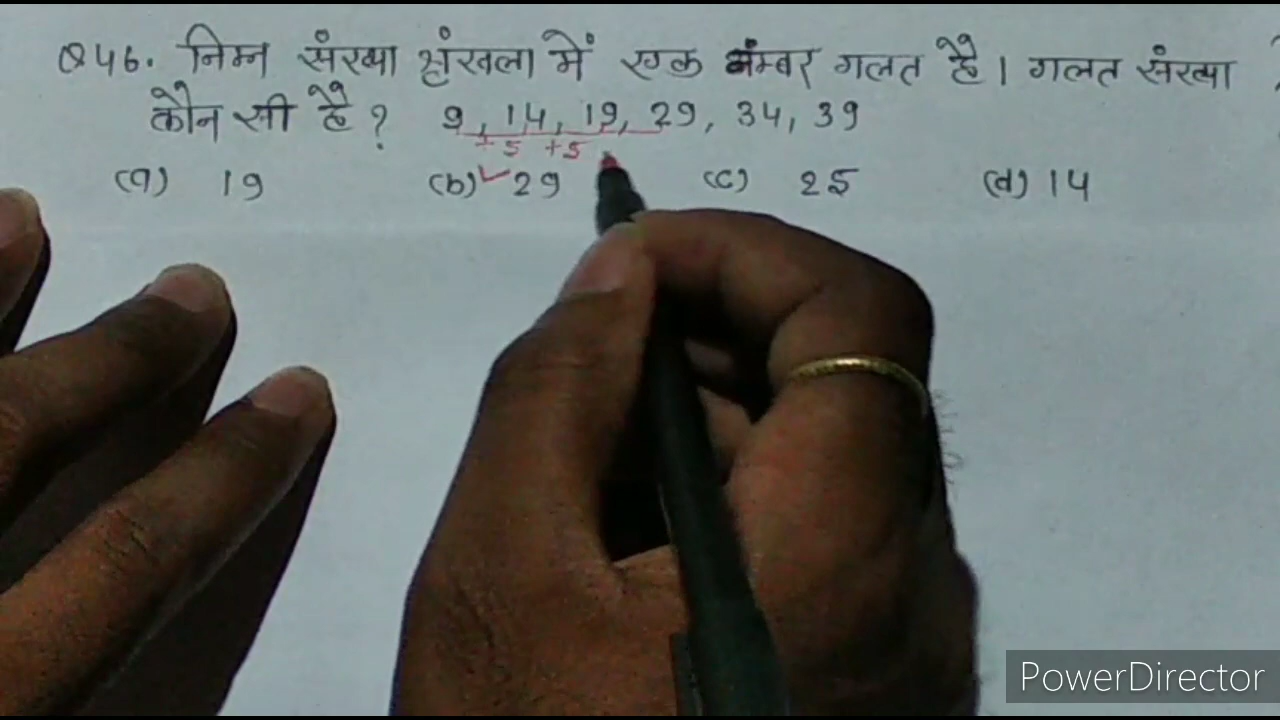 Q46. निम्न संख्या श्रंखला में एक नम्बर गलत है। गलत संख्या
कौन सी है ? 9, 14, 19, 29, 34, 39
+5 +5
(a) 19 (b) ✓ 29 (c) 25 (d) 14
PowerDirector